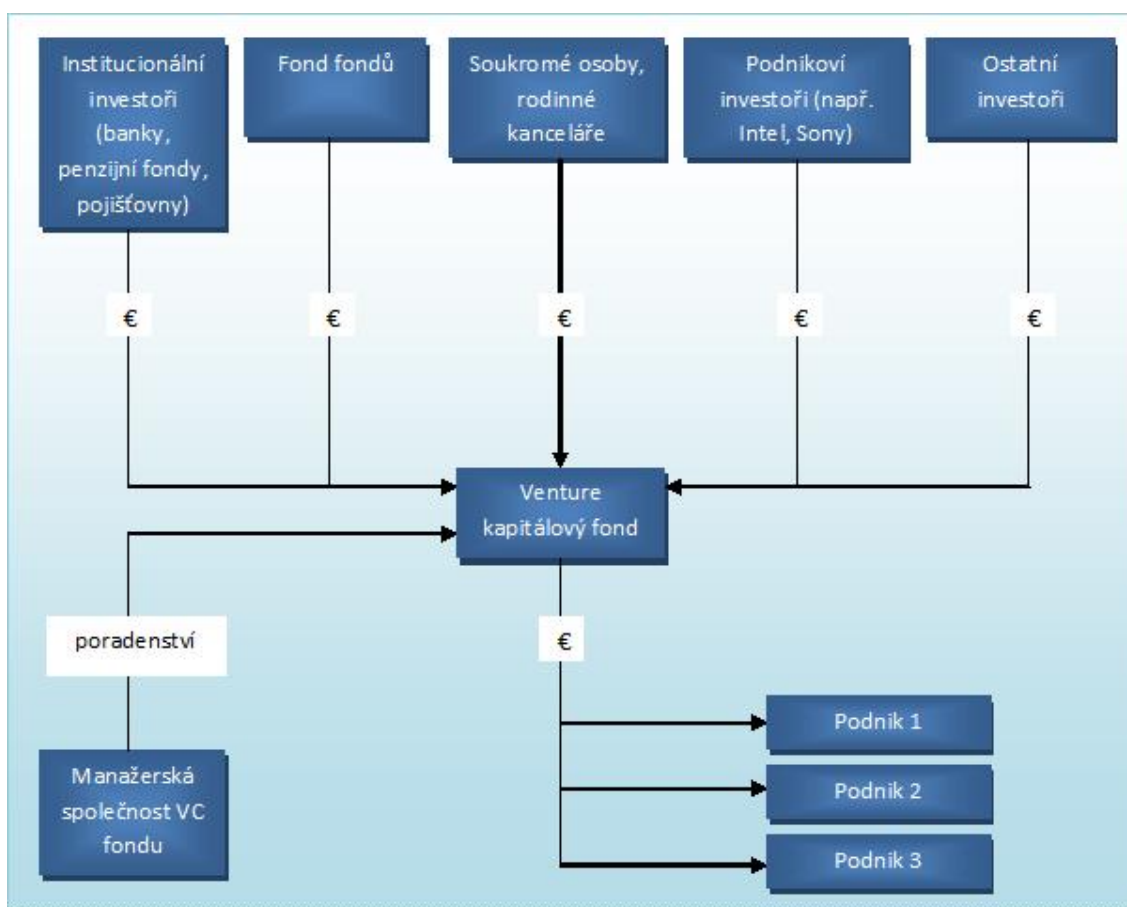 Institucionální
investoři
(banky,
penzijní fondy,
pojišťovny)
Fond fondů
Soukromé osoby,
rodinné
kanceláře
Podnikoví
investoři (např.
Intel, Sony)
Ostatní
investoři
€
€
€
€
€
Venture
kapitálový fond
poradenství
€
Manažerská
společnost VC
fondu
Podnik 1
Podnik 2
Podnik 3